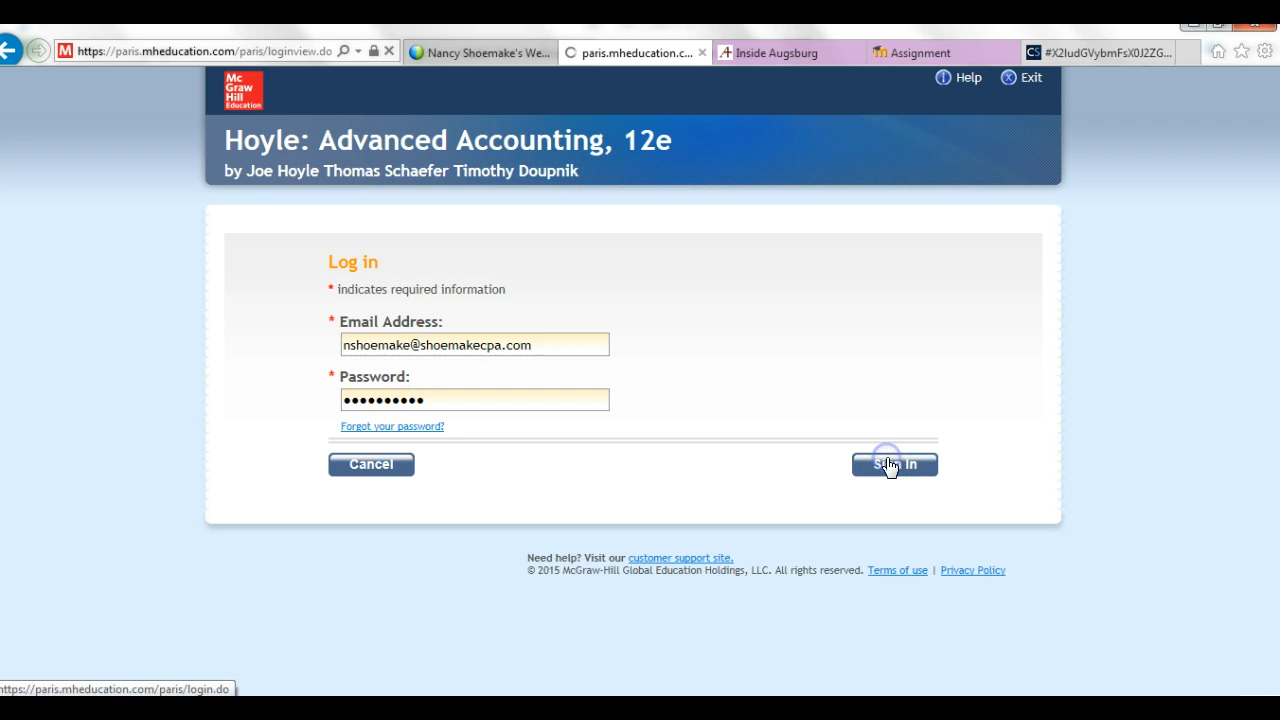 https://paris.mheducation.com/paris/loginview.do
Nancy Shoemake's We...
paris.mheducation.c...
Inside Augsburg
Assignment
#X2IudGVybmFsX0J2ZG...
Mc
Graw
Hill
Education
Help
Exit
Hoyle: Advanced Accounting, 12e
by Joe Hoyle Thomas Schaefer Timothy Doupnik
Log in
* indicates required information
* Email Address:
nshoemake@shoemakecpa.com
* Password:
••••••••••
Forgot your password?
Cancel
In
Need help? Visit our customer support site.
© 2015 McGraw-Hill Global Education Holdings, LLC. All rights reserved. Terms of use | Privacy Policy
https://paris.mheducation.com/paris/login.do